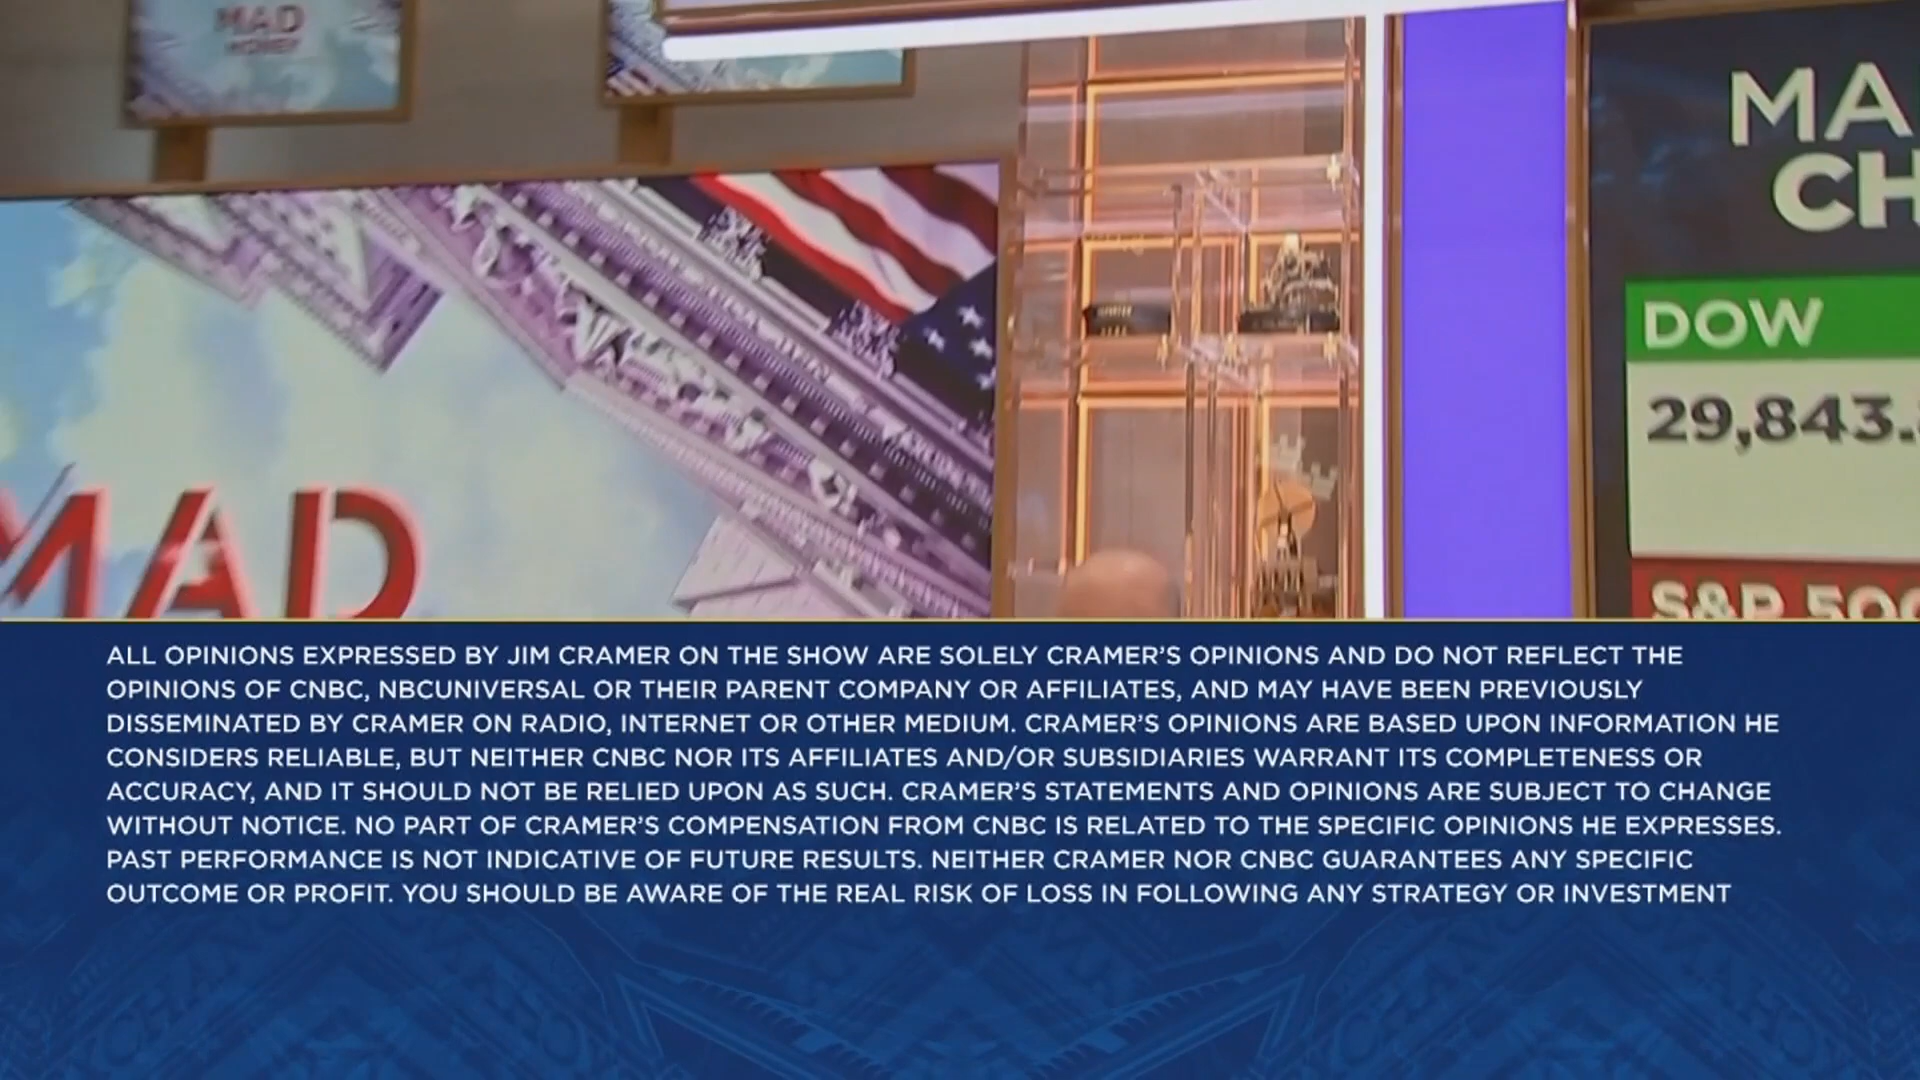 MAD
MONEY
MA
CH
DOW
29,843.
S&P 500
MAD
ALL OPINIONS EXPRESSED BY JIM CRAMER ON THE SHOW ARE SOLELY CRAMER'S OPINIONS AND DO NOT REFLECT THE
OPINIONS OF CNBC, NBCUNIVERSAL OR THEIR PARENT COMPANY OR AFFILIATES, AND MAY HAVE BEEN PREVIOUSLY
DISSEMINATED BY CRAMER ON RADIO, INTERNET OR OTHER MEDIUM. CRAMER'S OPINIONS ARE BASED UPON INFORMATION HE
CONSIDERS RELIABLE, BUT NEITHER CNBC NOR ITS AFFILIATES AND/OR SUBSIDIARIES WARRANT ITS COMPLETENESS OR
ACCURACY, AND IT SHOULD NOT BE RELIED UPON AS SUCH. CRAMER'S STATEMENTS AND OPINIONS ARE SUBJECT TO CHANGE
WITHOUT NOTICE. NO PART OF CRAMER'S COMPENSATION FROM CNBC IS RELATED TO THE SPECIFIC OPINIONS HE EXPRESSES.
PAST PERFORMANCE IS NOT INDICATIVE OF FUTURE RESULTS. NEITHER CRAMER NOR CNBC GUARANTEES ANY SPECIFIC
OUTCOME OR PROFIT. YOU SHOULD BE AWARE OF THE REAL RISK OF LOSS IN FOLLOWING ANY STRATEGY OR INVESTMENT